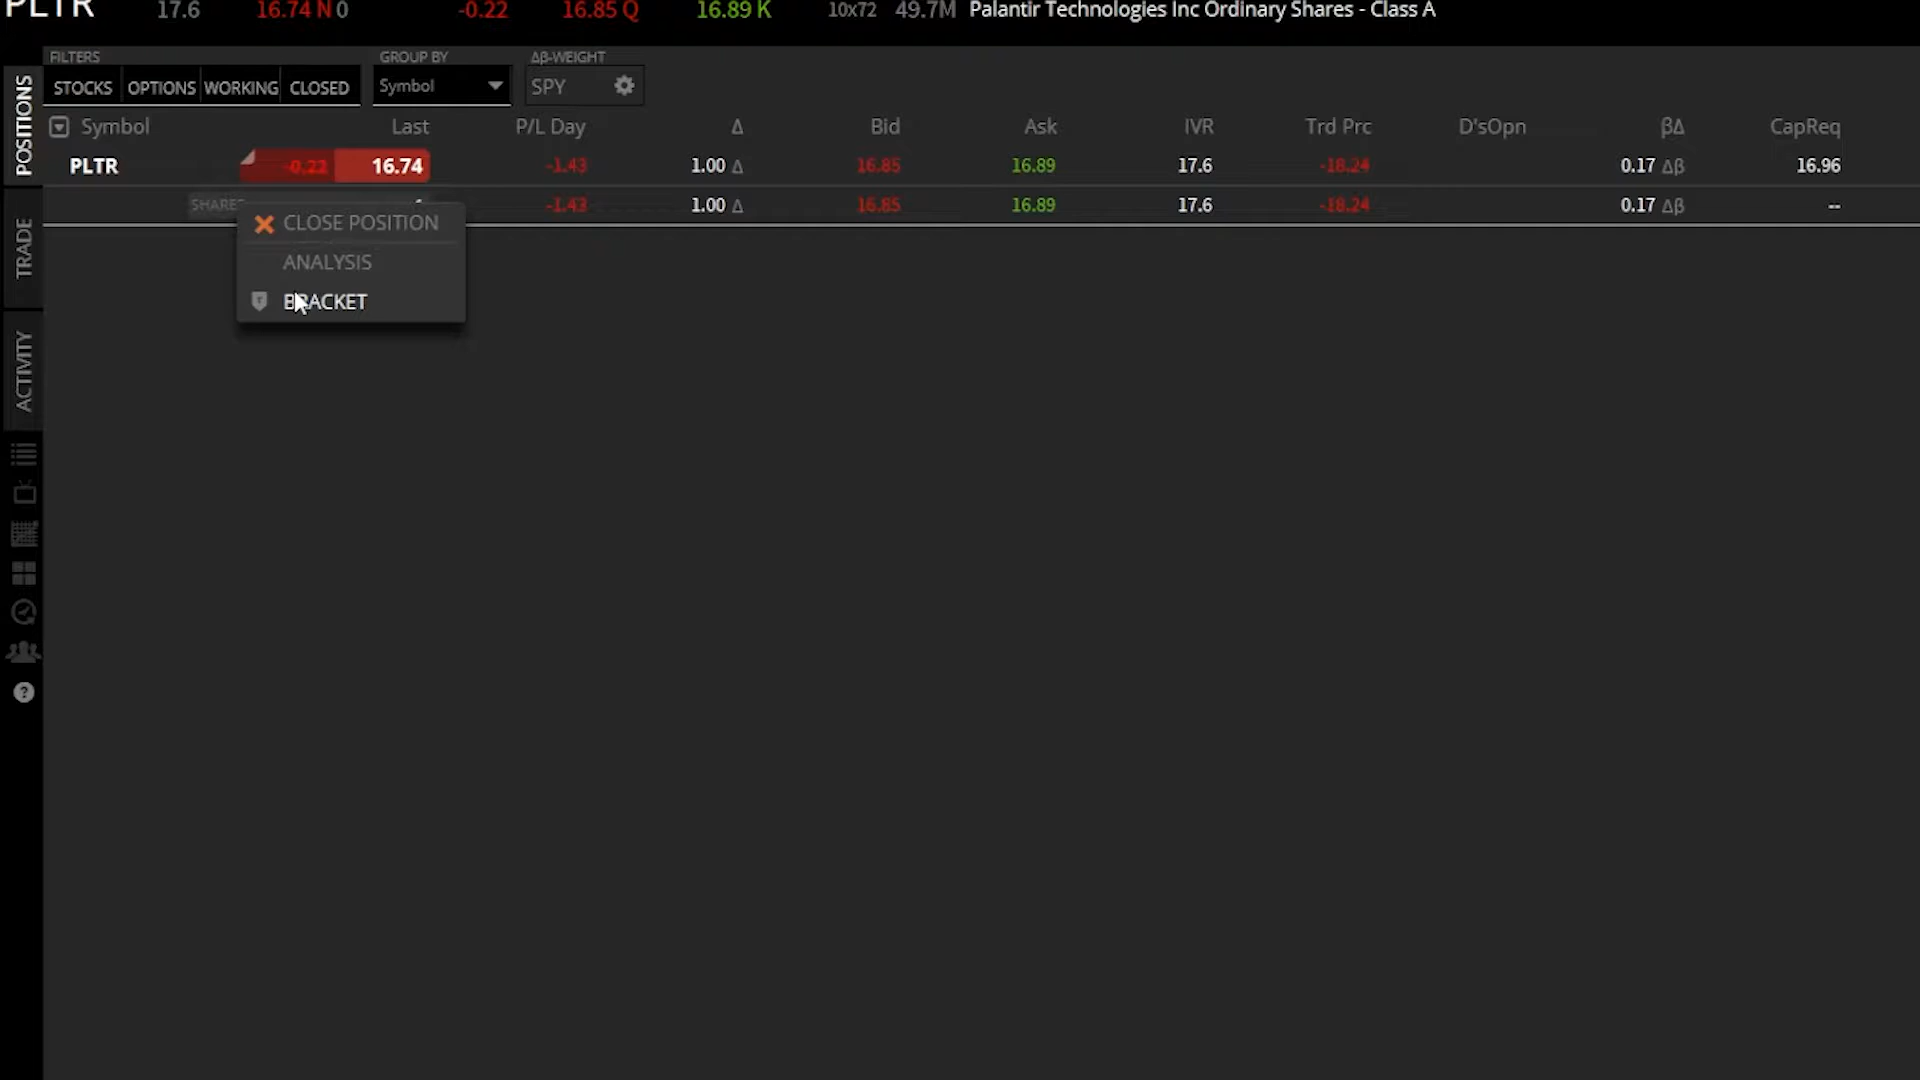 PLTR 17.6 16.74 N 0 -0.22 16.85 Q 16.89 K 10x72 49.7M Palantir Technologies Inc Ordinary Shares - Class A
FILTERS GROUP BY Δβ-WEIGHT
STOCKS OPTIONS WORKING CLOSED Symbol SPY
Symbol Last P/L Day Δ Bid Ask IVR Trd Prc D'sOpn βΔ CapReq
PLTR -0.22 16.74 -1.43 1.00 Δ 16.85 16.89 17.6 -18.24 0.17 Δβ 16.96
SHARES -1.43 1.00 Δ 16.85 16.89 17.6 -18.24 0.17 Δβ --
CLOSE POSITION
ANALYSIS
BRACKET
POSITIONS
TRADE
ACTIVITY
?